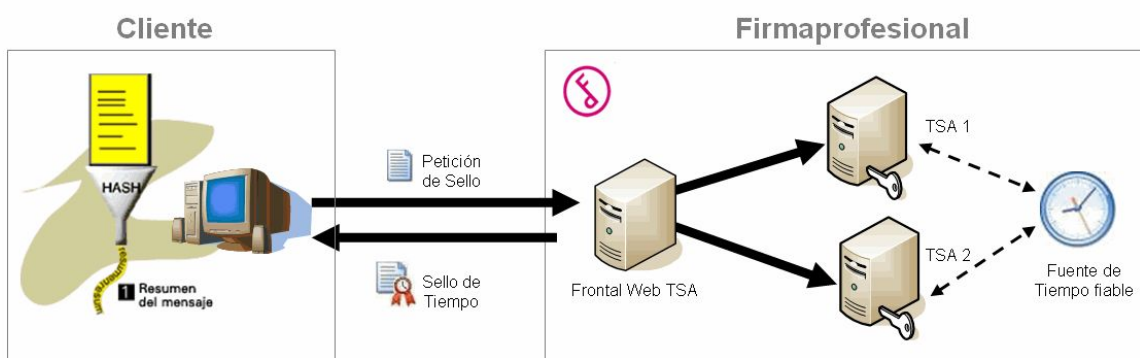 Cliente
Firmaprofesional
HASH
1 Resumen
del mensaje
Petición
de Sello
Sello de
Tiempo
Frontal Web TSA
TSA 1
TSA 2
Fuente de
Tiempo fiable